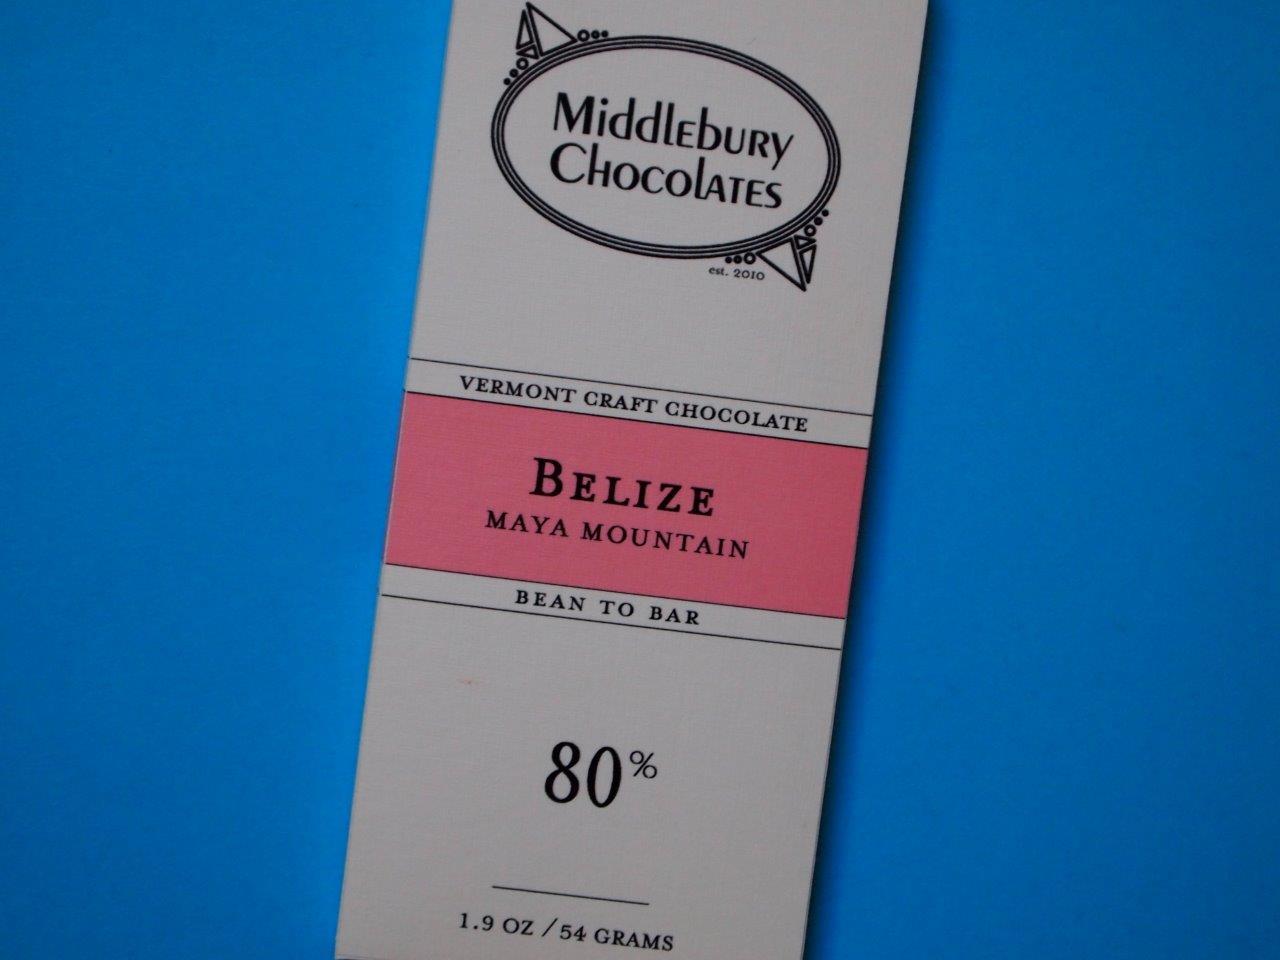 Middlebury
Chocolates
est. 2010
VERMONT CRAFT CHOCOLATE
BELIZE
MAYA MOUNTAIN
BEAN TO BAR
80%
1.9 OZ / 54 GRAMS